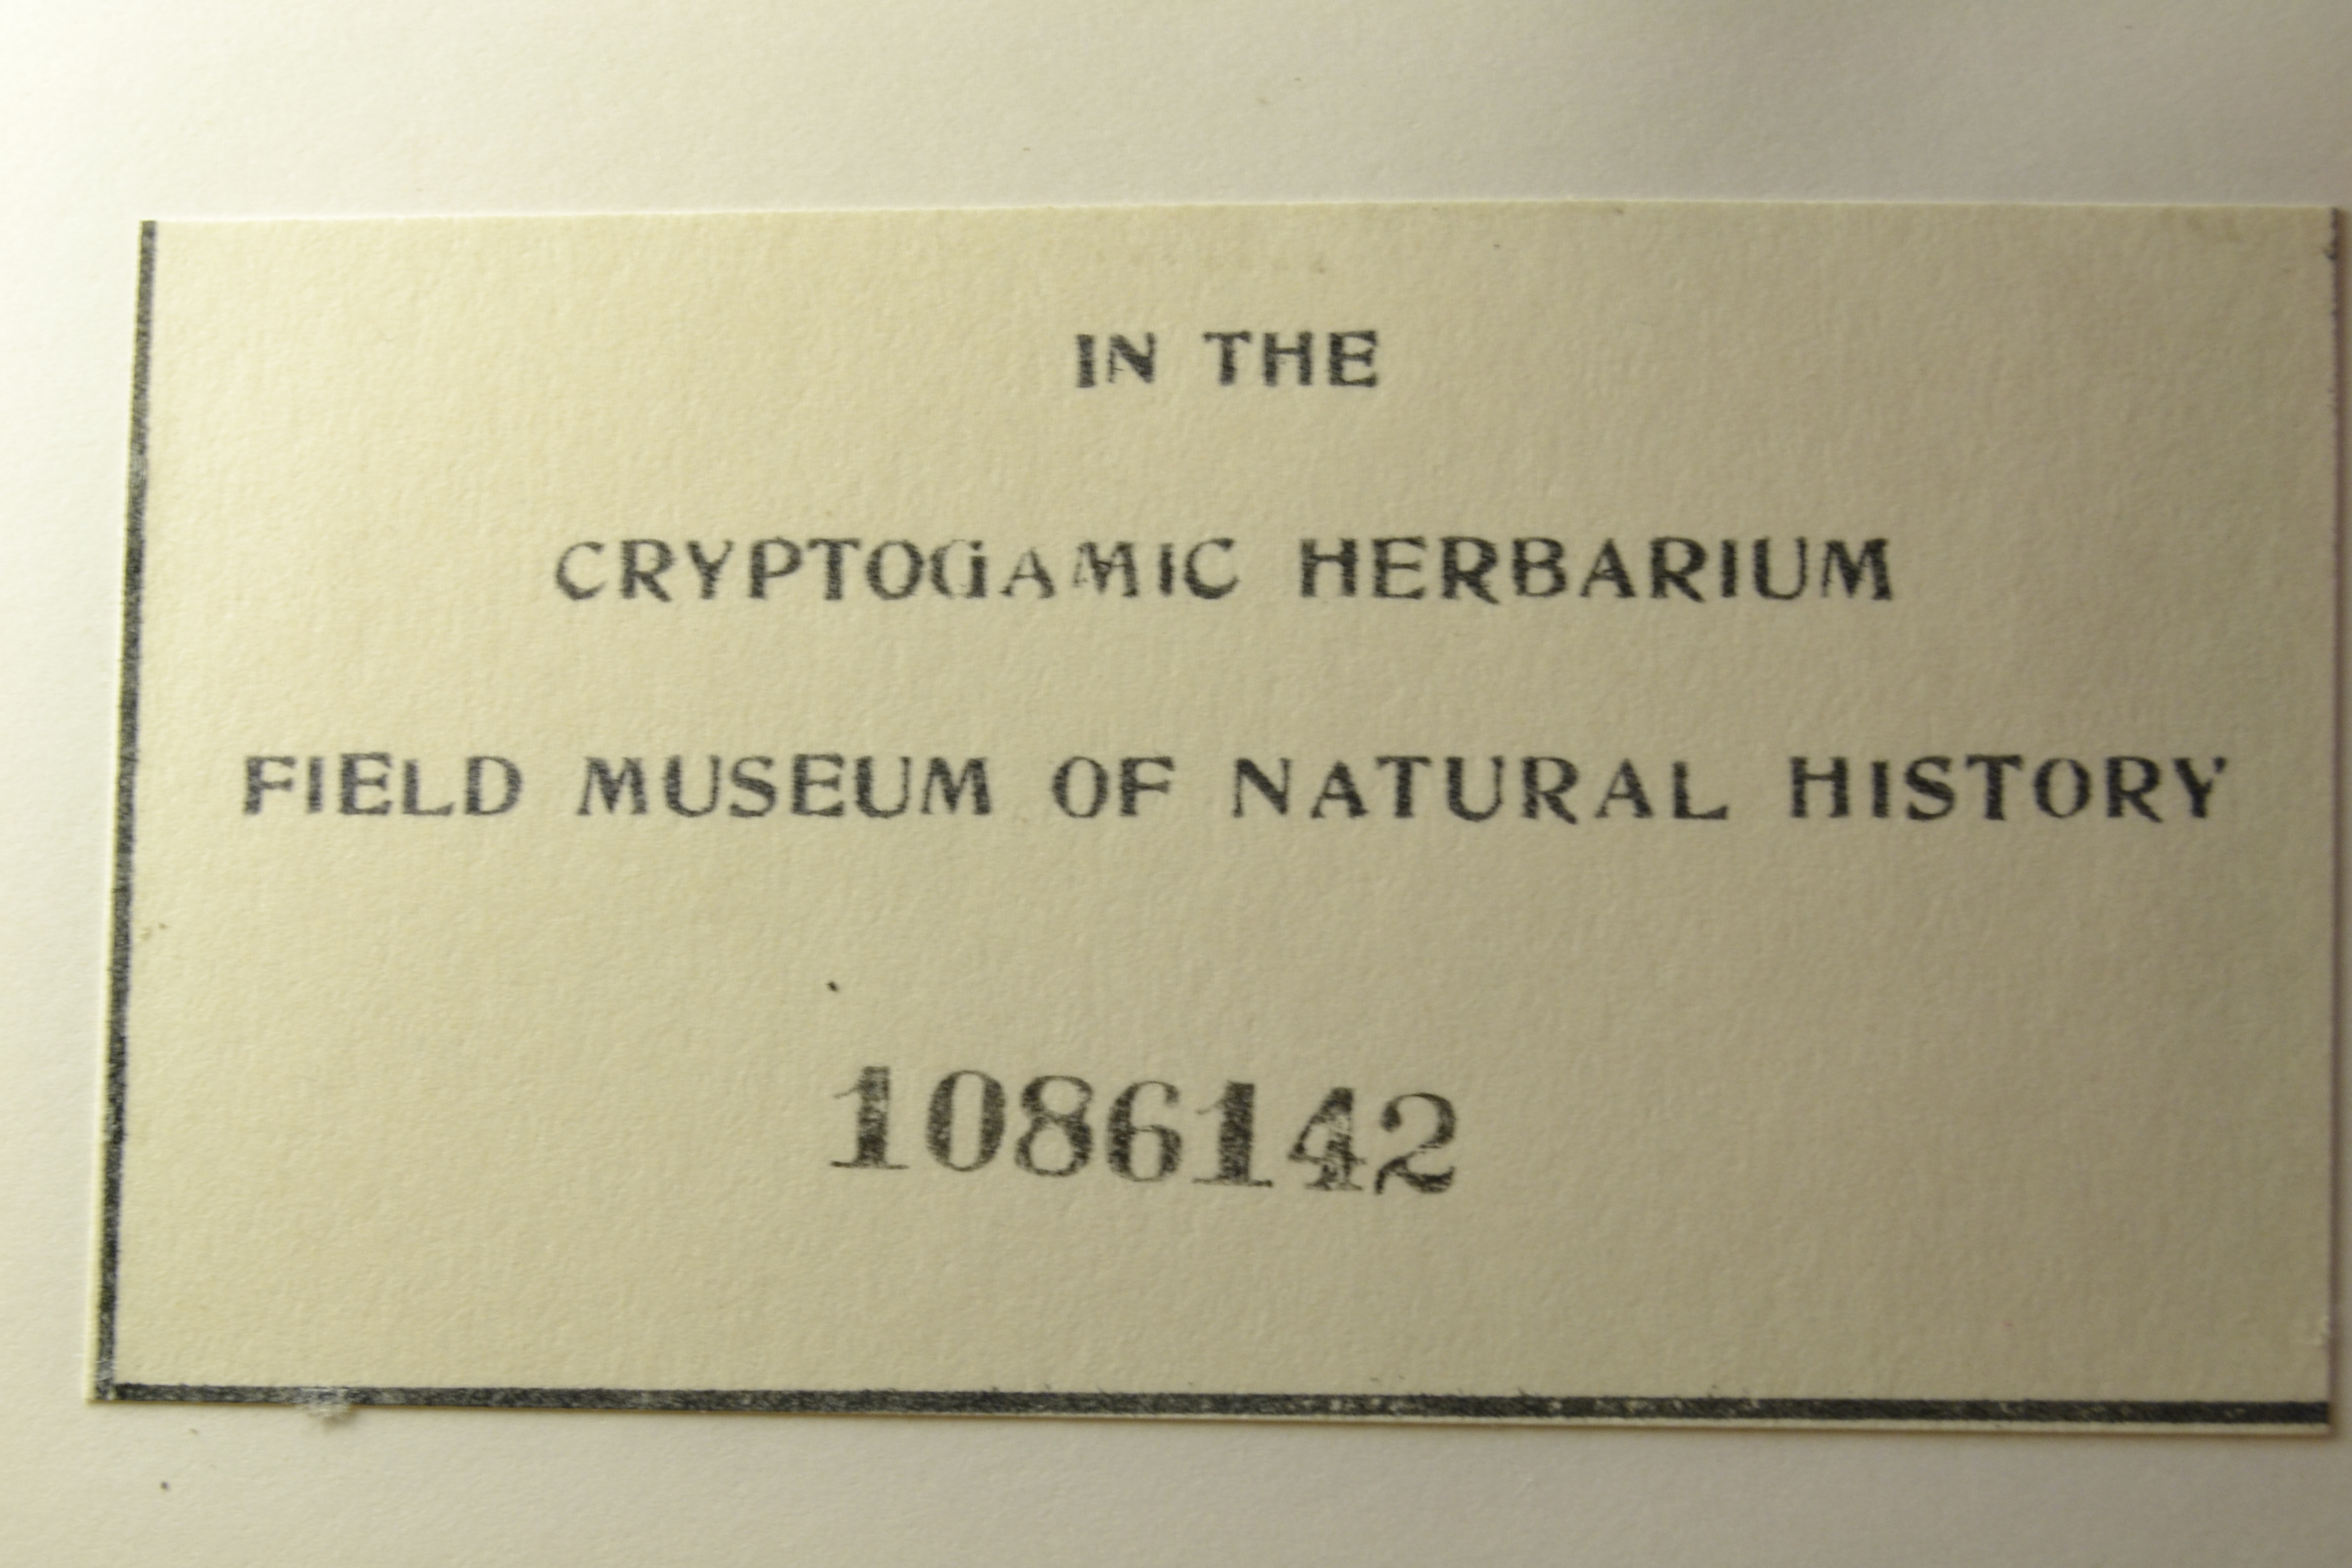 IN THE
CRYPTOGAMIC HERBARIUM
FIELD MUSEUM OF NATURAL HISTORY
1086142